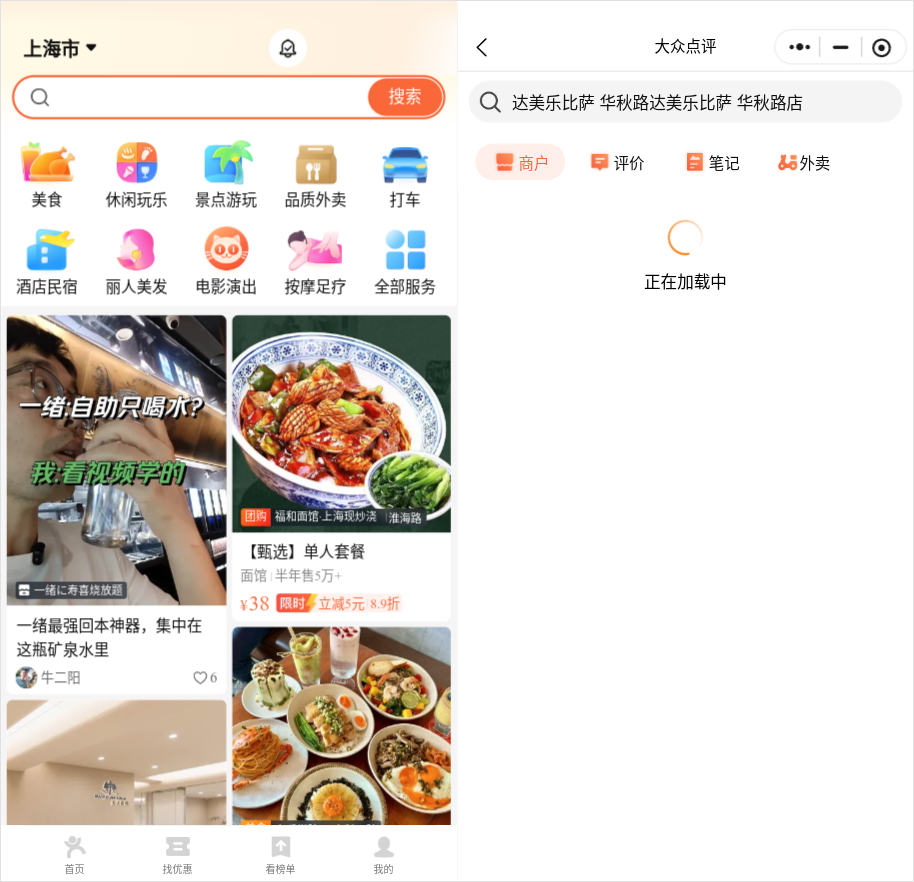 上海市
搜索
美食
休闲玩乐
景点游玩
品质外卖
打车
酒店民宿
丽人美发
电影演出
按摩足疗
全部服务
一绪:自助只喝水?
我:看视频学的
一绪に寿喜烧放题
一绪最强回本神器，集中在
这瓶矿泉水里
牛二阳
6
团购 福和面馆·上海现炒浇 淮海路
【甄选】单人套餐
面馆 半年售5万+
¥38 限时 立减5元 8.9折
首页
找优惠
看榜单
我的
大众点评
达美乐比萨 华秋路达美乐比萨 华秋路店
商户
评价
笔记
外卖
正在加载中